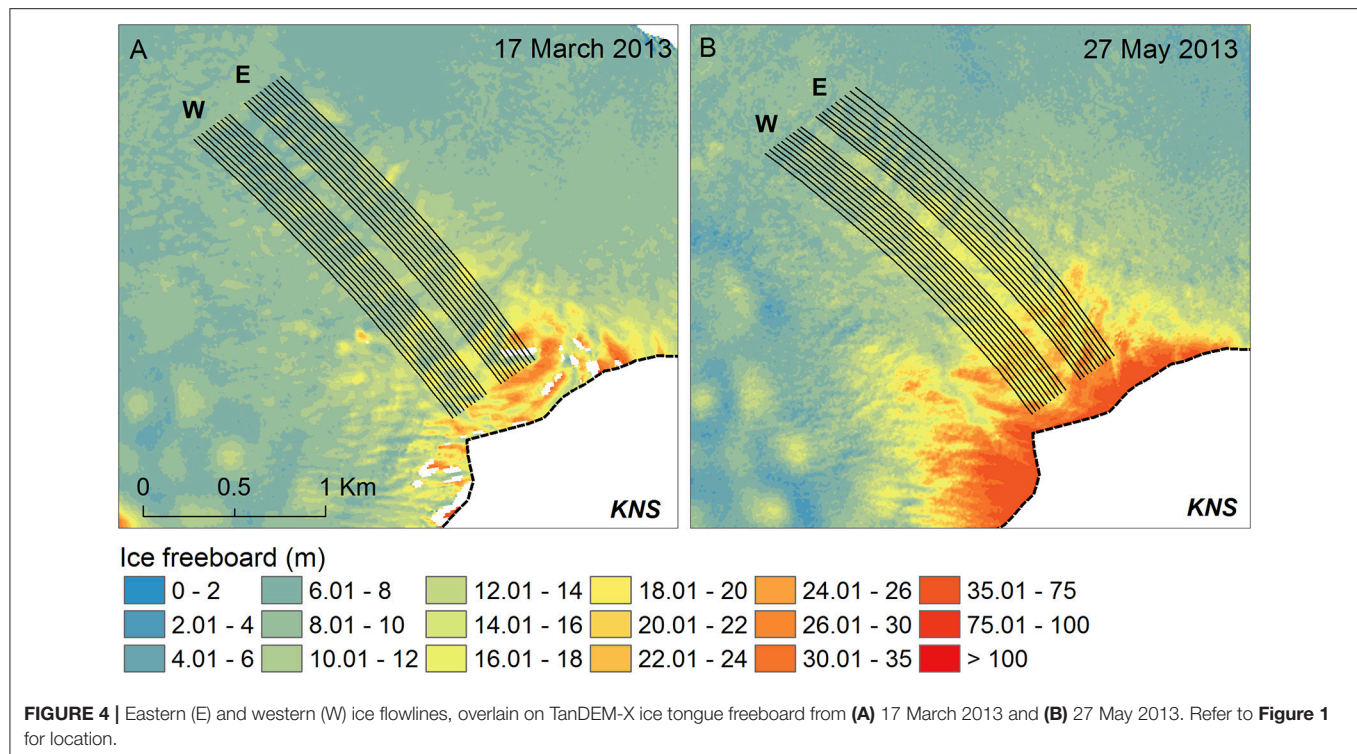 A
17 March 2013
E
W
0 0.5 1 Km
KNS
B
27 May 2013
E
W
KNS
Ice freeboard (m)
0 - 2 6.01 - 8 12.01 - 14 18.01 - 20 24.01 - 26 35.01 - 75
2.01 - 4 8.01 - 10 14.01 - 16 20.01 - 22 26.01 - 30 75.01 - 100
4.01 - 6 10.01 - 12 16.01 - 18 22.01 - 24 30.01 - 35 > 100
FIGURE 4 | Eastern (E) and western (W) ice flowlines, overlain on TanDEM-X ice tongue freeboard from (A) 17 March 2013 and (B) 27 May 2013. Refer to Figure 1
for location.